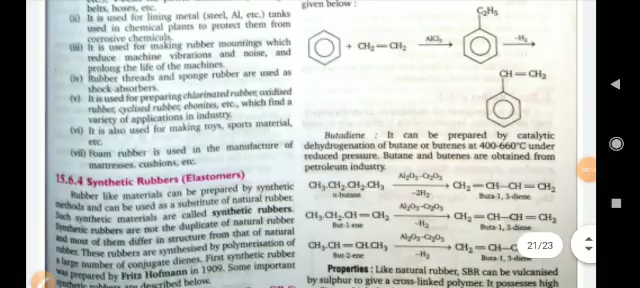 belts, hoses, etc.
(ii) It is used for lining metal (steel, Al, etc.) tanks
used in chemical plants to protect them from
corrosive chemicals.
(iii) It is used for making rubber mountings which
reduce machine vibrations and noise, and
prolong the life of the machines.
(iv) Rubber threads and sponge rubber are used as
shock-absorbers.
(v) It is used for preparing chlorinated rubber, oxidised
rubber, cyclised rubber, ebonites, etc., which find a
variety of applications in industry.
(vi) It is also used for making toys, sports material,
etc.
(vii) Foam rubber is used in the manufacture of
mattresses, cushions, etc.
15.6.4 Synthetic Rubbers (Elastomers)
Rubber like materials can be prepared by synthetic
methods and can be used as a substitute of natural rubber.
Such synthetic materials are called synthetic rubbers.
Synthetic rubbers are not the duplicate of natural rubber
and most of them differ in structure from that of natural
rubber. These rubbers are synthesised by polymerisation of
a large number of conjugate dienes. First synthetic rubber
was prepared by Fritz Hofmann in 1909. Some important
synthetic rubbers are described below.
given below :
C₂H₅
+ CH₂=CH₂ AlCl₃ –H₂
CH=CH₂
Butadiene : It can be prepared by catalytic
dehydrogenation of butane or butenes at 400-660°C under
reduced pressure. Butane and butenes are obtained from
petroleum industry.
Al₂O₃-Cr₂O₃
CH₃.CH₂.CH₂.CH₃ CH₂=CH—CH=CH₂
n-butane –2H₂ Buta-1, 3-diene
Al₂O₃-Cr₂O₃
CH₃.CH₂.CH=CH₂ CH₂=CH—CH=CH₂
But-1-ene –H₂ Buta-1, 3-diene
Al₂O₃-Cr₂O₃
CH₃.CH=CH.CH₃ CH₂=CH—C
But-2-ene –H₂ Buta-1, 3-diene
21/23
Properties : Like natural rubber, SBR can be vulcanised
by sulphur to give a cross-linked polymer. It possesses high